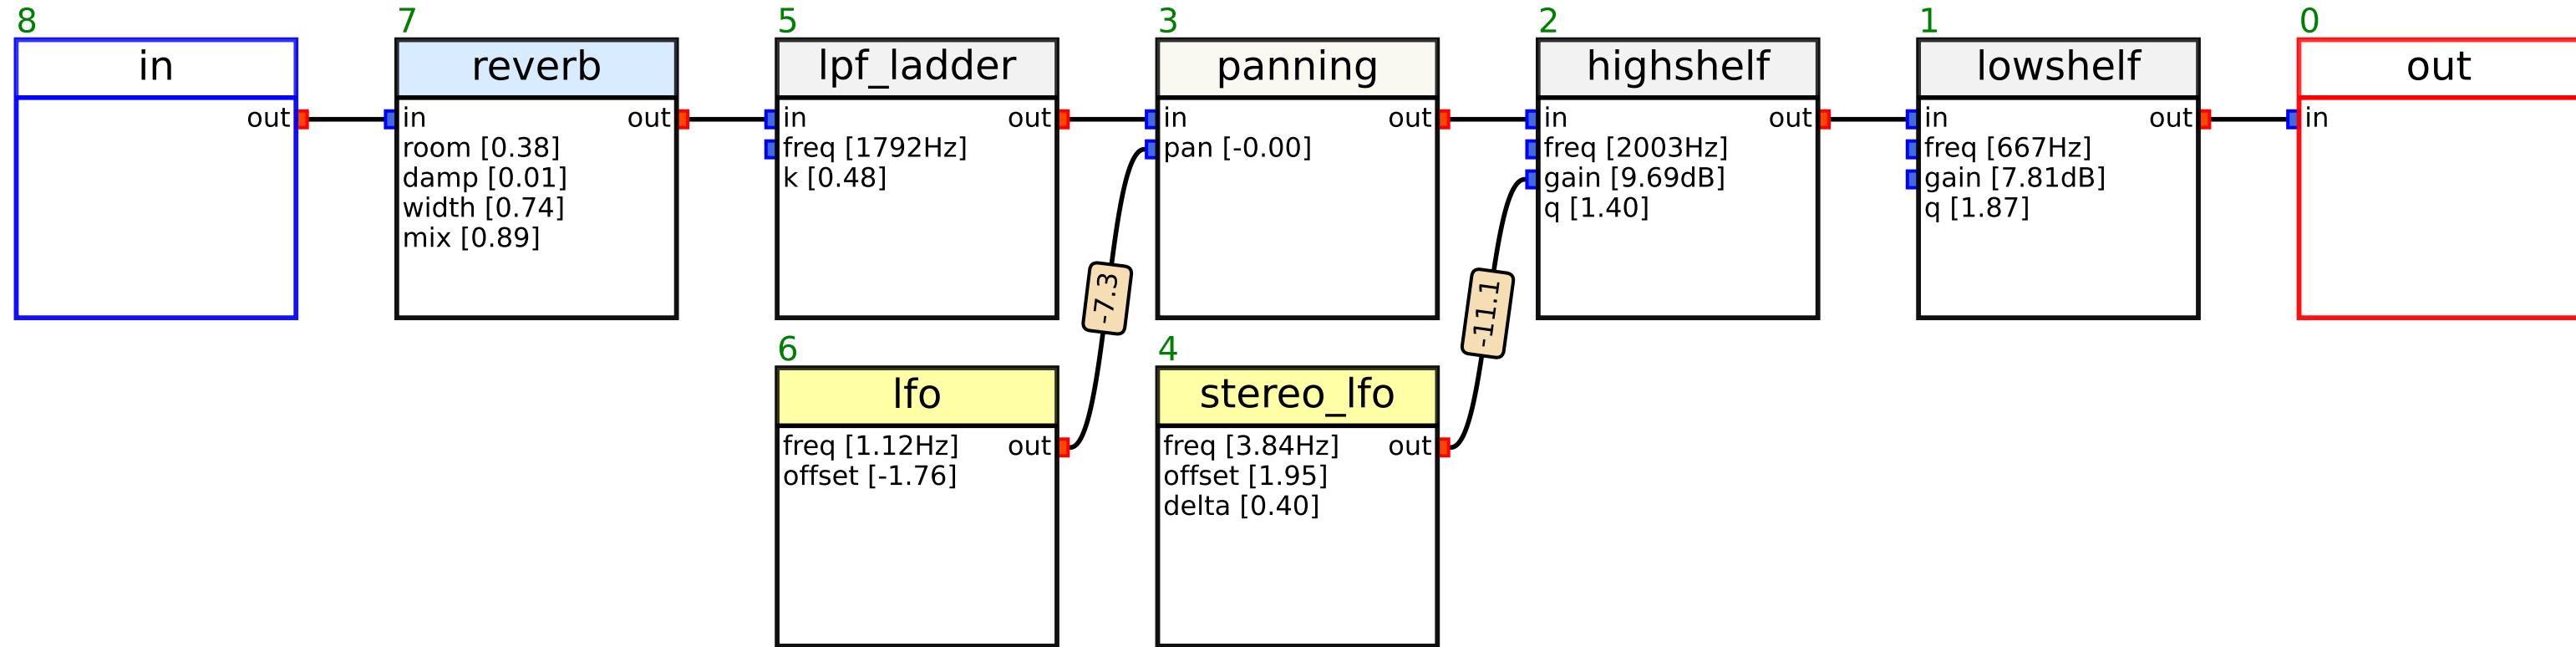 8
in
out
7
reverb
in out
room [0.38]
damp [0.01]
width [0.74]
mix [0.89]
5
lpf_ladder
in out
freq [1792Hz]
k [0.48]
3
panning
in out
pan [-0.00]
2
highshelf
in out
freq [2003Hz]
gain [9.69dB]
q [1.40]
1
lowshelf
in out
freq [667Hz]
gain [7.81dB]
q [1.87]
0
out
in
-7.3
-11.1
6
lfo
freq [1.12Hz] out
offset [-1.76]
4
stereo_lfo
freq [3.84Hz] out
offset [1.95]
delta [0.40]